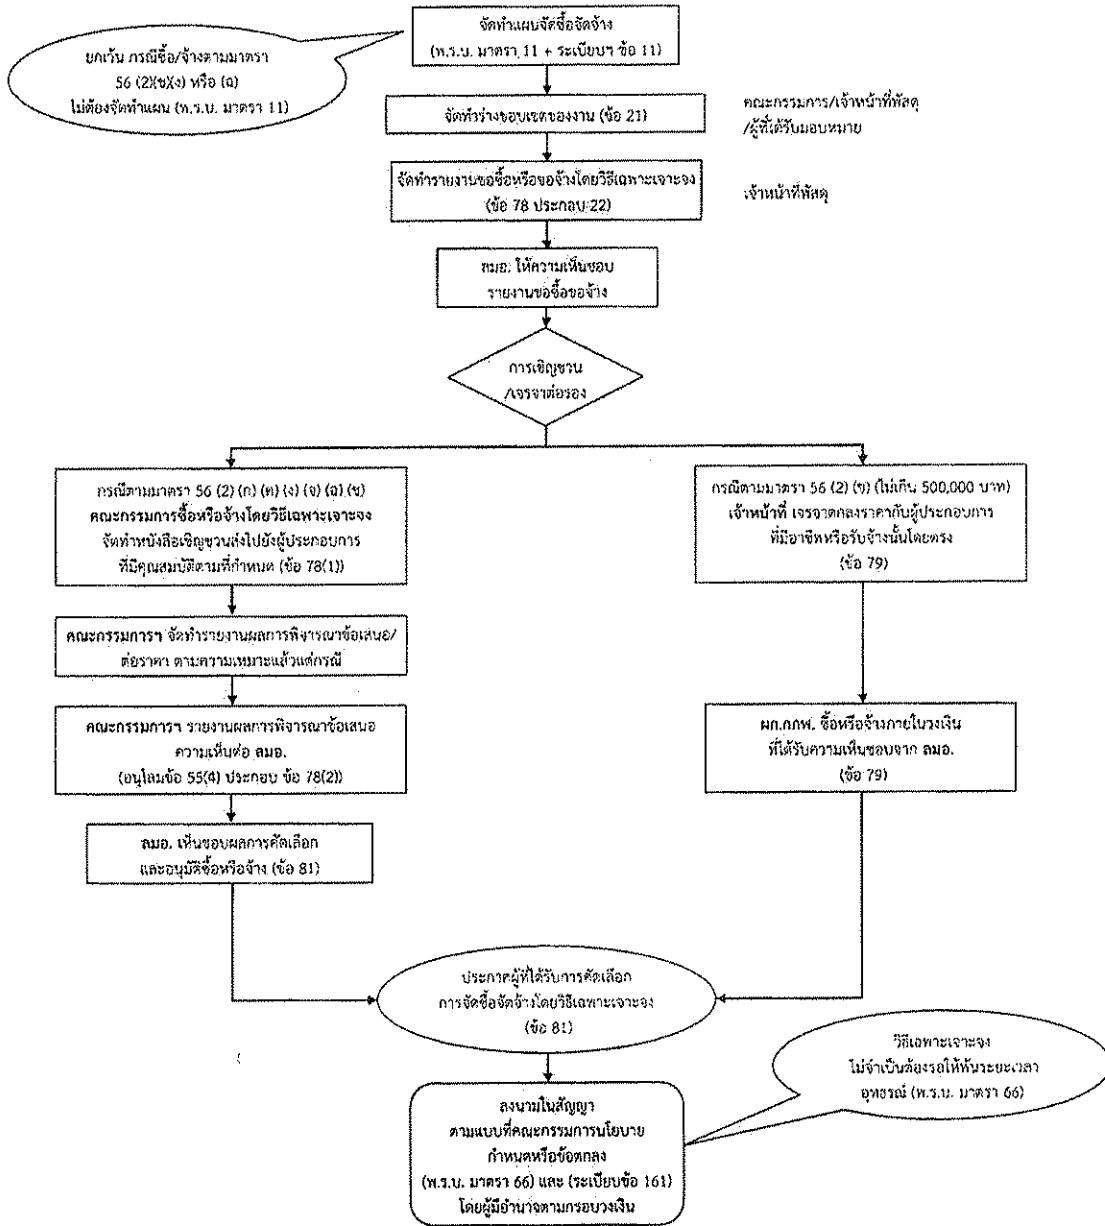 จัดทำแผนจัดซื้อจัดจ้าง
(พ.ร.บ. มาตรา 11 + ระเบียบฯ ข้อ 11)
ยกเว้น กรณีซื้อ/จ้างตามมาตรา
56 (2)(ข)(ง) หรือ (ฉ)
ไม่ต้องจัดทำแผน (พ.ร.บ. มาตรา 11)
จัดทำร่างขอบเขตของงาน (ข้อ 21)
คณะกรรมการ/เจ้าหน้าที่พัสดุ
/ผู้ที่ได้รับมอบหมาย
จัดทำรายงานขอซื้อหรือขอจ้างโดยวิธีเฉพาะเจาะจง
(ข้อ 78 ประกอบ 22)
เจ้าหน้าที่พัสดุ
ลมอ. ให้ความเห็นชอบ
รายงานขอซื้อขอจ้าง
การเชิญชวน
/เจรจาต่อรอง
กรณีตามมาตรา 56 (2) (ก) (ค) (ง) (จ) (ฉ) (ช)
คณะกรรมการซื้อหรือจ้างโดยวิธีเฉพาะเจาะจง
จัดทำหนังสือเชิญชวนส่งไปยังผู้ประกอบการ
ที่มีคุณสมบัติตามที่กำหนด (ข้อ 78(1))
กรณีตามมาตรา 56 (2) (ข) (ไม่เกิน 500,000 บาท)
เจ้าหน้าที่ เจรจาตกลงราคากับผู้ประกอบการ
ที่มีอาชีพหรือรับจ้างนั้นโดยตรง
(ข้อ 79)
คณะกรรมการฯ จัดทำรายงานผลการพิจารณาข้อเสนอ/
ต่อราคา ตามความเหมาะแล้วแต่กรณี
คณะกรรมการฯ รายงานผลการพิจารณาข้อเสนอ
ความเห็นต่อ ลมอ.
(อนุโลมข้อ 55(4) ประกอบ ข้อ 78(2))
ผก.กกพ. ซื้อหรือจ้างภายในวงเงิน
ที่ได้รับความเห็นชอบจาก ลมอ.
(ข้อ 79)
ลมอ. เห็นชอบผลการคัดเลือก
และอนุมัติซื้อหรือจ้าง (ข้อ 81)
ประกาศผู้ที่ได้รับการคัดเลือก
การจัดซื้อจัดจ้างโดยวิธีเฉพาะเจาะจง
(ข้อ 81)
วิธีเฉพาะเจาะจง
ไม่จำเป็นต้องรอให้พ้นระยะเวลา
อุทธรณ์ (พ.ร.บ. มาตรา 66)
ลงนามในสัญญา
ตามแบบที่คณะกรรมการนโยบาย
กำหนดหรือข้อตกลง
(พ.ร.บ. มาตรา 66) and (ระเบียบข้อ 161)
โดยผู้มีอำนาจตามกรอบวงเงิน